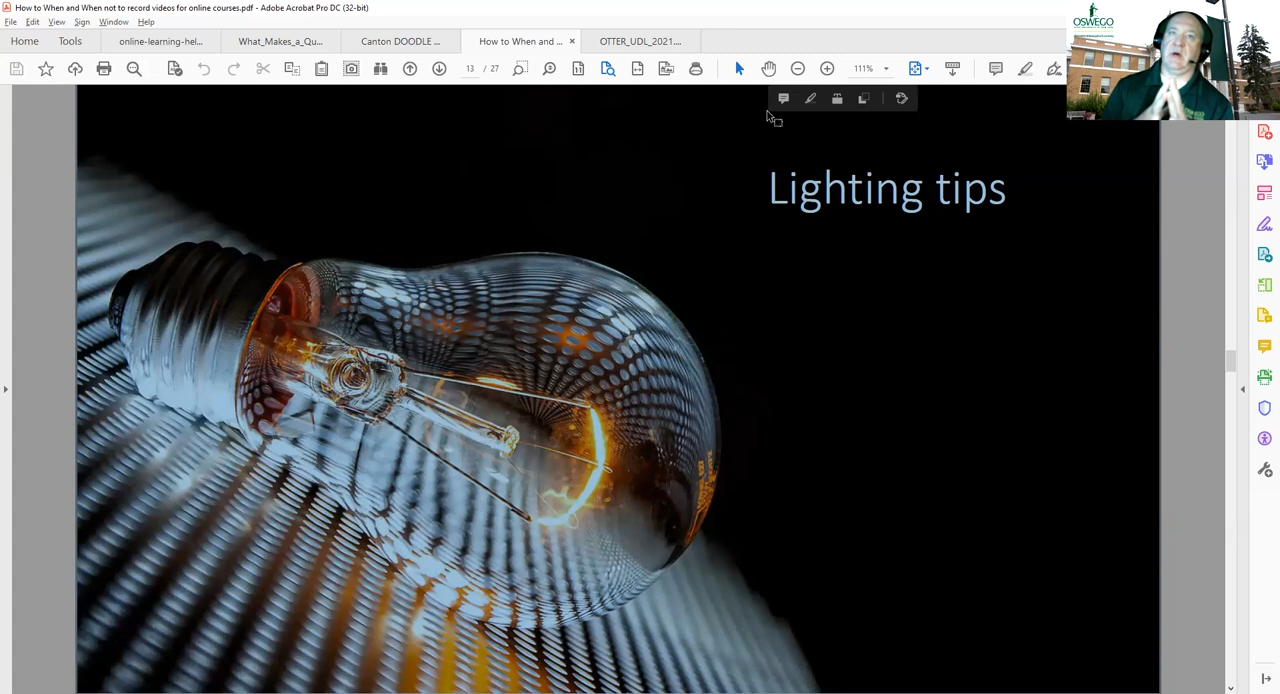 How to When and When not to record videos for online courses.pdf - Adobe Acrobat Pro DC (32-bit)
File Edit View Sign Window Help
Home Tools online-learning-hel... What_Makes_a_Qu... Canton DOODLE ... How to When and ... × OTTER_UDL_2021....
13 / 27 111%
OSWEGO
Lighting tips